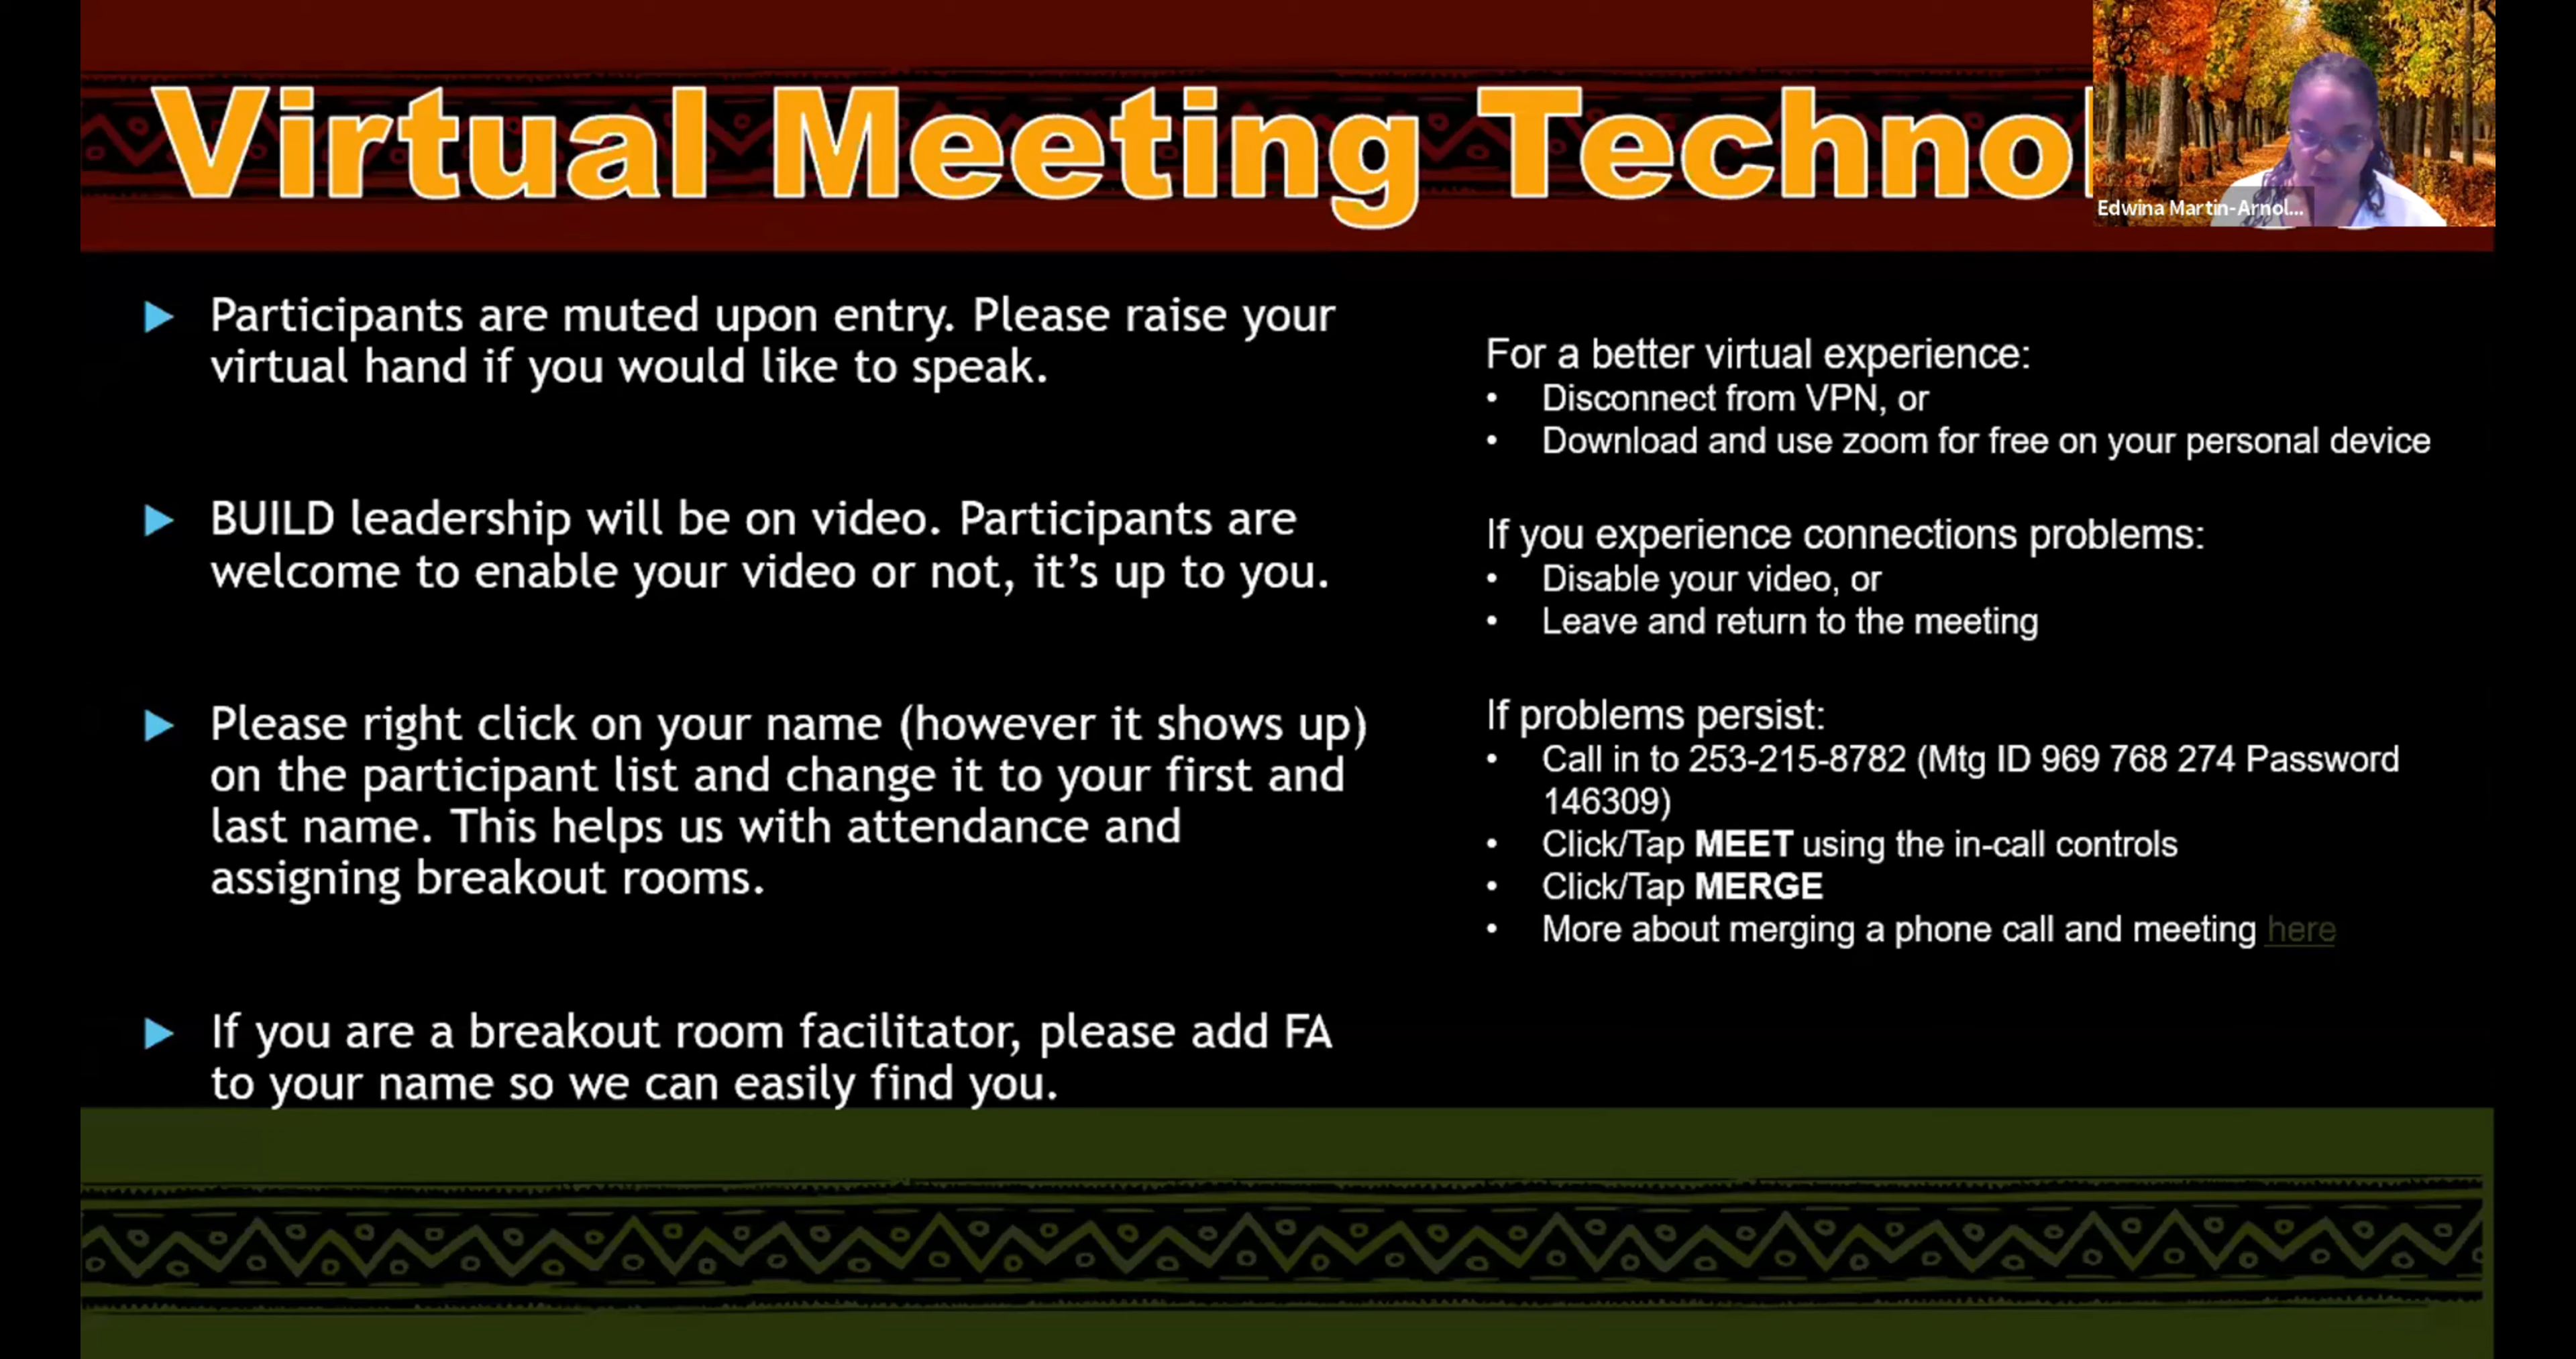 Virtual Meeting Techno
Edwina Martin-Arnol...
Participants are muted upon entry. Please raise your
virtual hand if you would like to speak.
BUILD leadership will be on video. Participants are
welcome to enable your video or not, it's up to you.
Please right click on your name (however it shows up)
on the participant list and change it to your first and
last name. This helps us with attendance and
assigning breakout rooms.
If you are a breakout room facilitator, please add FA
to your name so we can easily find you.
For a better virtual experience:
• Disconnect from VPN, or
• Download and use zoom for free on your personal device
If you experience connections problems:
• Disable your video, or
• Leave and return to the meeting
If problems persist:
• Call in to 253-215-8782 (Mtg ID 969 768 274 Password
146309)
• Click/Tap MEET using the in-call controls
• Click/Tap MERGE
• More about merging a phone call and meeting here